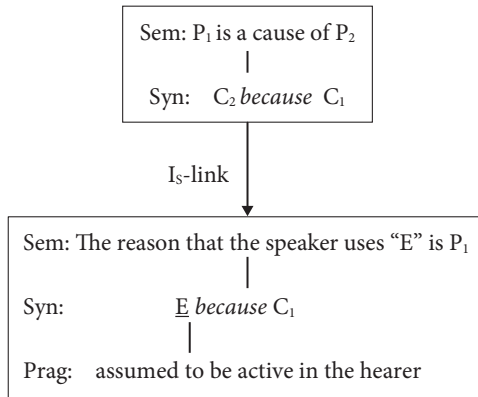 Sem: P₁ is a cause of P₂
Syn: C₂ because C₁
Iₛ-link
Sem: The reason that the speaker uses “E” is P₁
Syn: E because C₁
Prag: assumed to be active in the hearer